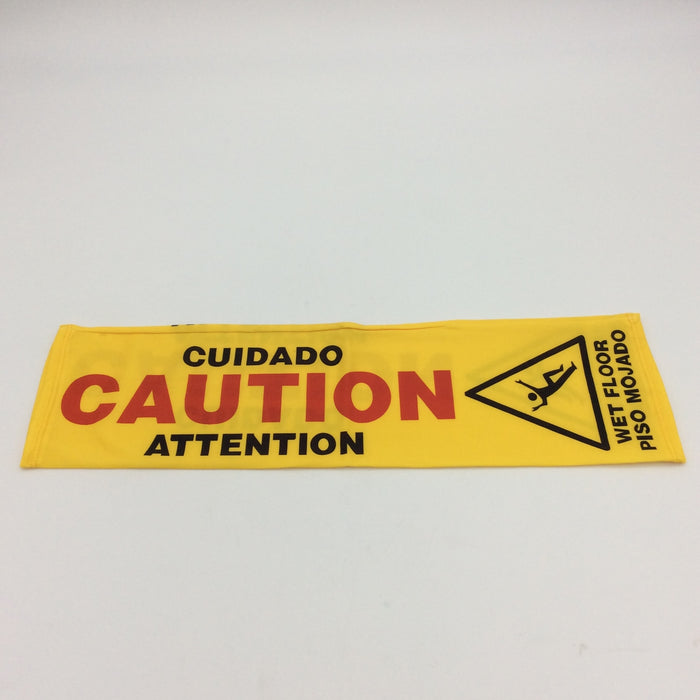 CUIDADO
CAUTION
ATTENTION
WET FLOOR
PISO MOJADO